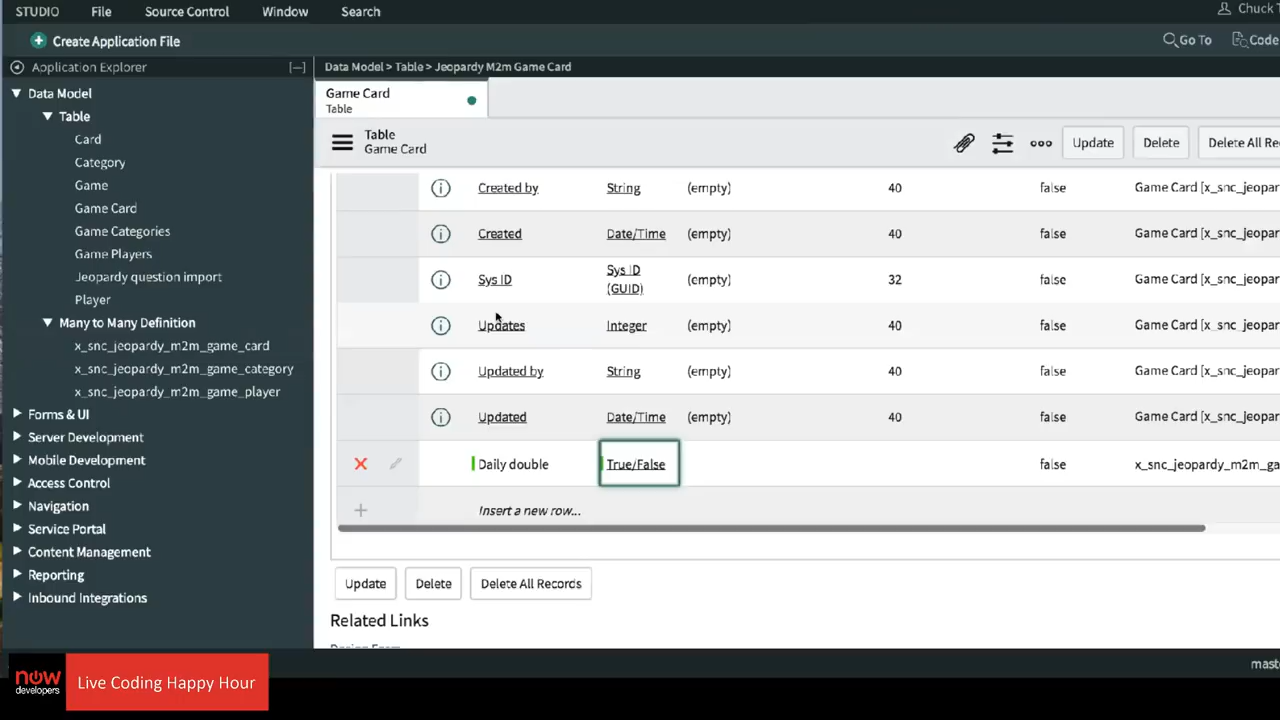 STUDIO File Source Control Window Search Chuck T
Create Application File Go To Code
Application Explorer [—] Data Model > Table > Jeopardy M2m Game Card
Data Model
Table
Card
Category
Game
Game Card
Game Categories
Game Players
Jeopardy question import
Player
Many to Many Definition
x_snc_jeopardy_m2m_game_card
x_snc_jeopardy_m2m_game_category
x_snc_jeopardy_m2m_game_player
Forms & UI
Server Development
Mobile Development
Access Control
Navigation
Service Portal
Content Management
Reporting
Inbound Integrations
Game Card
Table
Table
Game Card
Update Delete Delete All Re
Created by String (empty) 40 false Game Card [x_snc_jeopar
Created Date/Time (empty) 40 false Game Card [x_snc_jeopar
Sys ID Sys ID (GUID) (empty) 32 false Game Card [x_snc_jeopar
Updates Integer (empty) 40 false Game Card [x_snc_jeopar
Updated by String (empty) 40 false Game Card [x_snc_jeopar
Updated Date/Time (empty) 40 false Game Card [x_snc_jeopar
Daily double True/False false x_snc_jeopardy_m2m_ga
Insert a new row...
Update Delete Delete All Records
Related Links
maste
now
developers
Live Coding Happy Hour